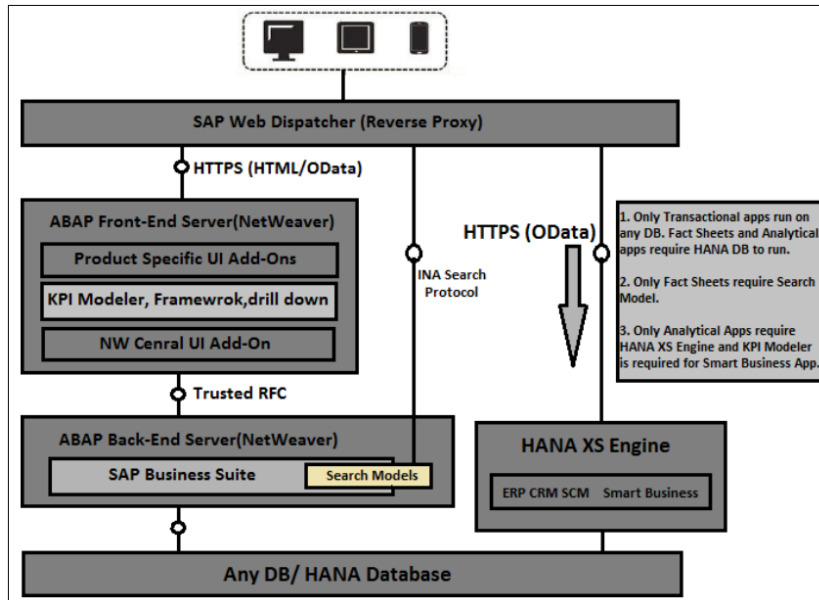 SAP Web Dispatcher (Reverse Proxy)
HTTPS (HTML/OData)
ABAP Front-End Server(NetWeaver)
Product Specific UI Add-Ons
KPI Modeler, Framewrok,drill down
NW Cenral UI Add-On
Trusted RFC
ABAP Back-End Server(NetWeaver)
SAP Business Suite
Search Models
INA Search
Protocol
HTTPS (OData)
1. Only Transactional apps run on
any DB. Fact Sheets and Analytical
apps require HANA DB to run.
2. Only Fact Sheets require Search
Model.
3. Only Analytical Apps require
HANA XS Engine and KPI Modeler
is required for Smart Business App.
HANA XS Engine
ERP CRM SCM Smart Business
Any DB/ HANA Database